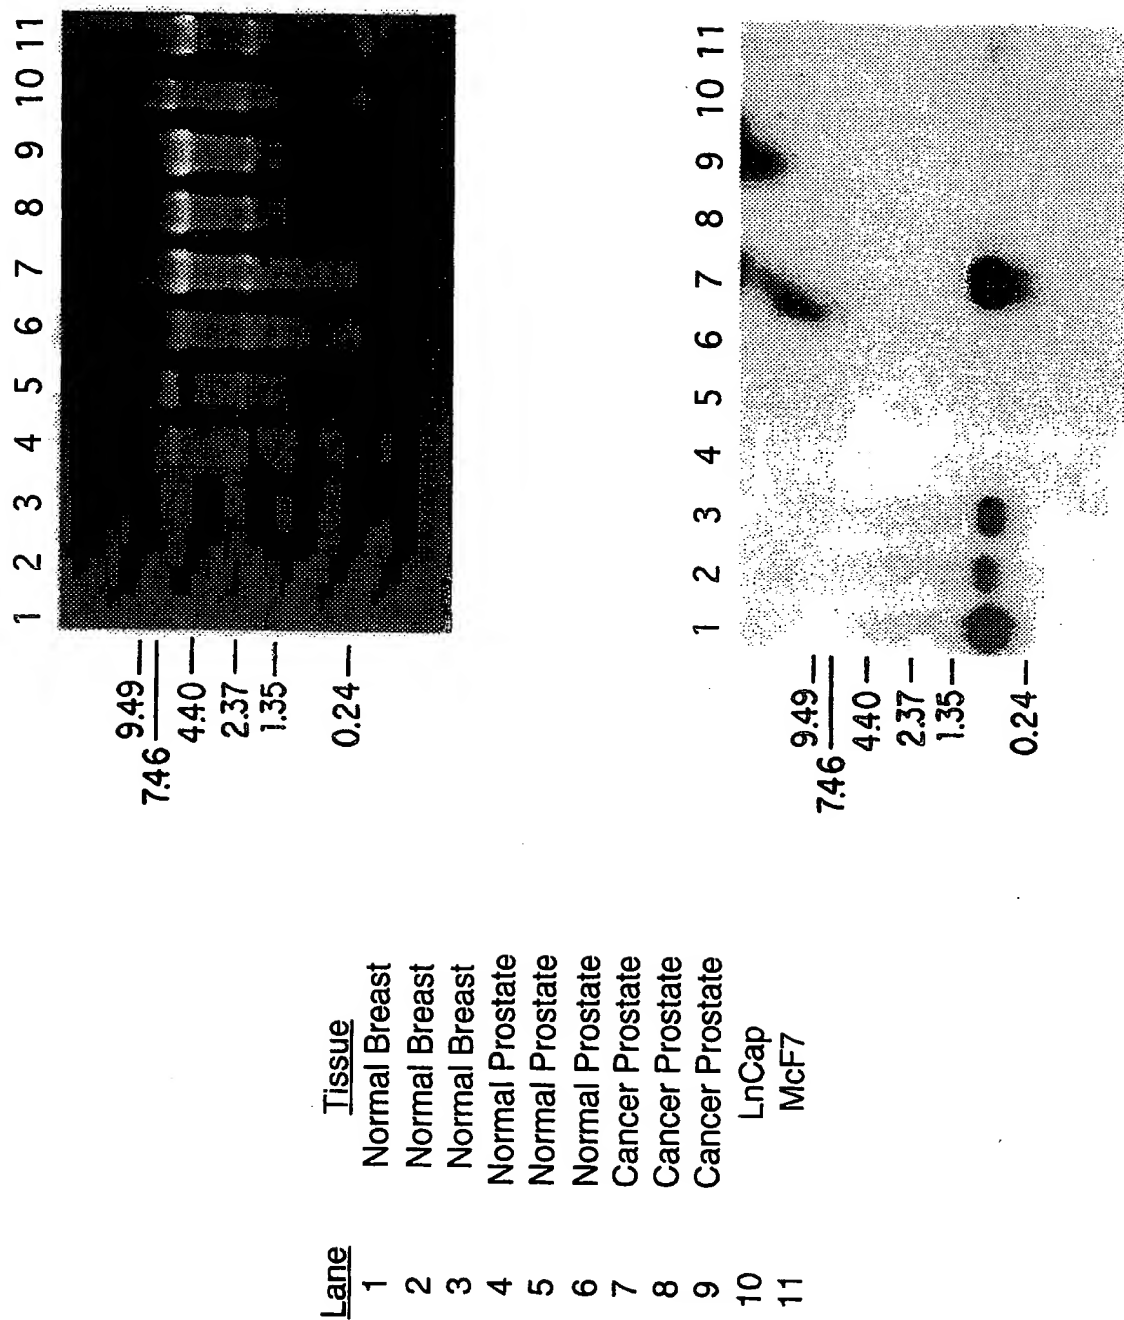 1 2 3 4 5 6 7 8 9 10 11
9.49
7.46
4.40
2.37
1.35
0.24
1 2 3 4 5 6 7 8 9 10 11
9.49
7.46
4.40
2.37
1.35
0.24
Lane Tissue
1 Normal Breast
2 Normal Breast
3 Normal Breast
4 Normal Prostate
5 Normal Prostate
6 Normal Prostate
7 Cancer Prostate
8 Cancer Prostate
9 Cancer Prostate
10 LnCap
11 McF7